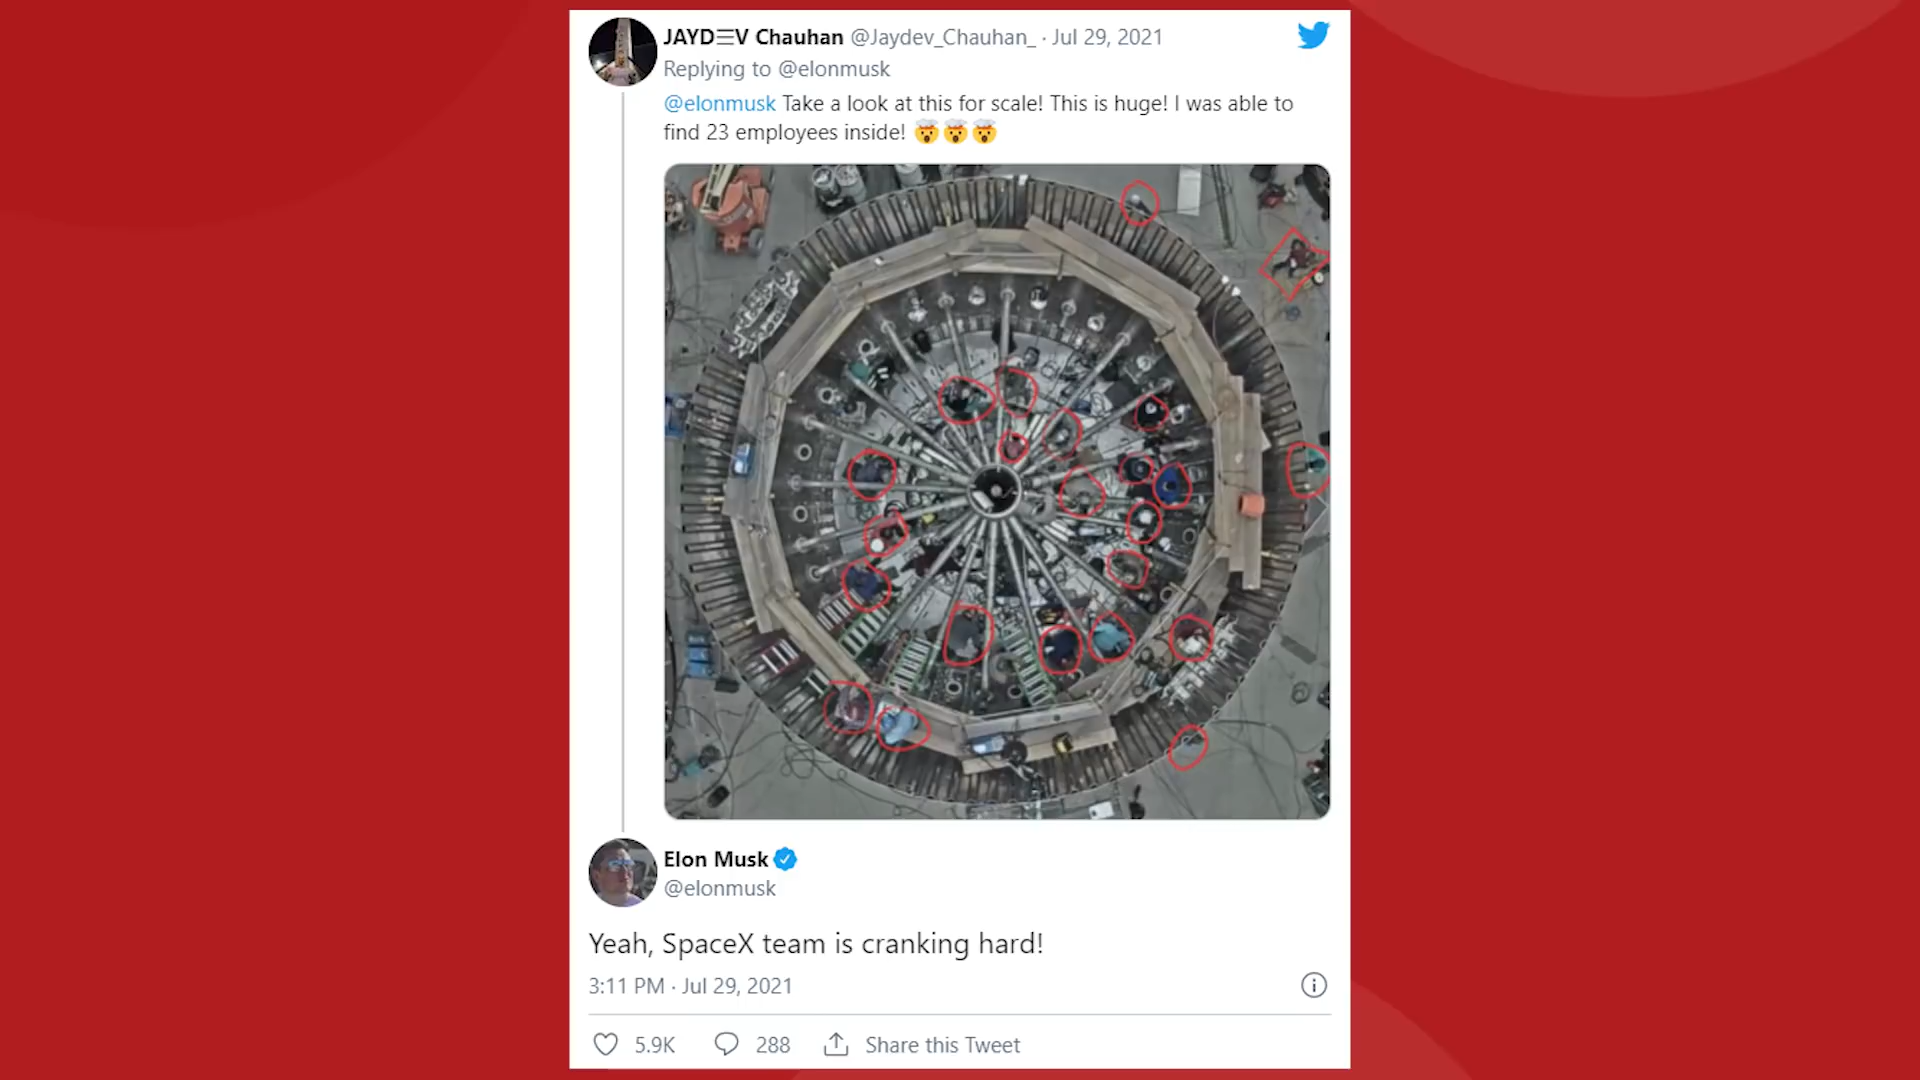 JAYD☰V Chauhan @Jaydev_Chauhan_ · Jul 29, 2021
Replying to @elonmusk
@elonmusk Take a look at this for scale! This is huge! I was able to
find 23 employees inside! 🤯🤯🤯
Elon Musk
@elonmusk
Yeah, SpaceX team is cranking hard!
3:11 PM · Jul 29, 2021
5.9K 288 Share this Tweet